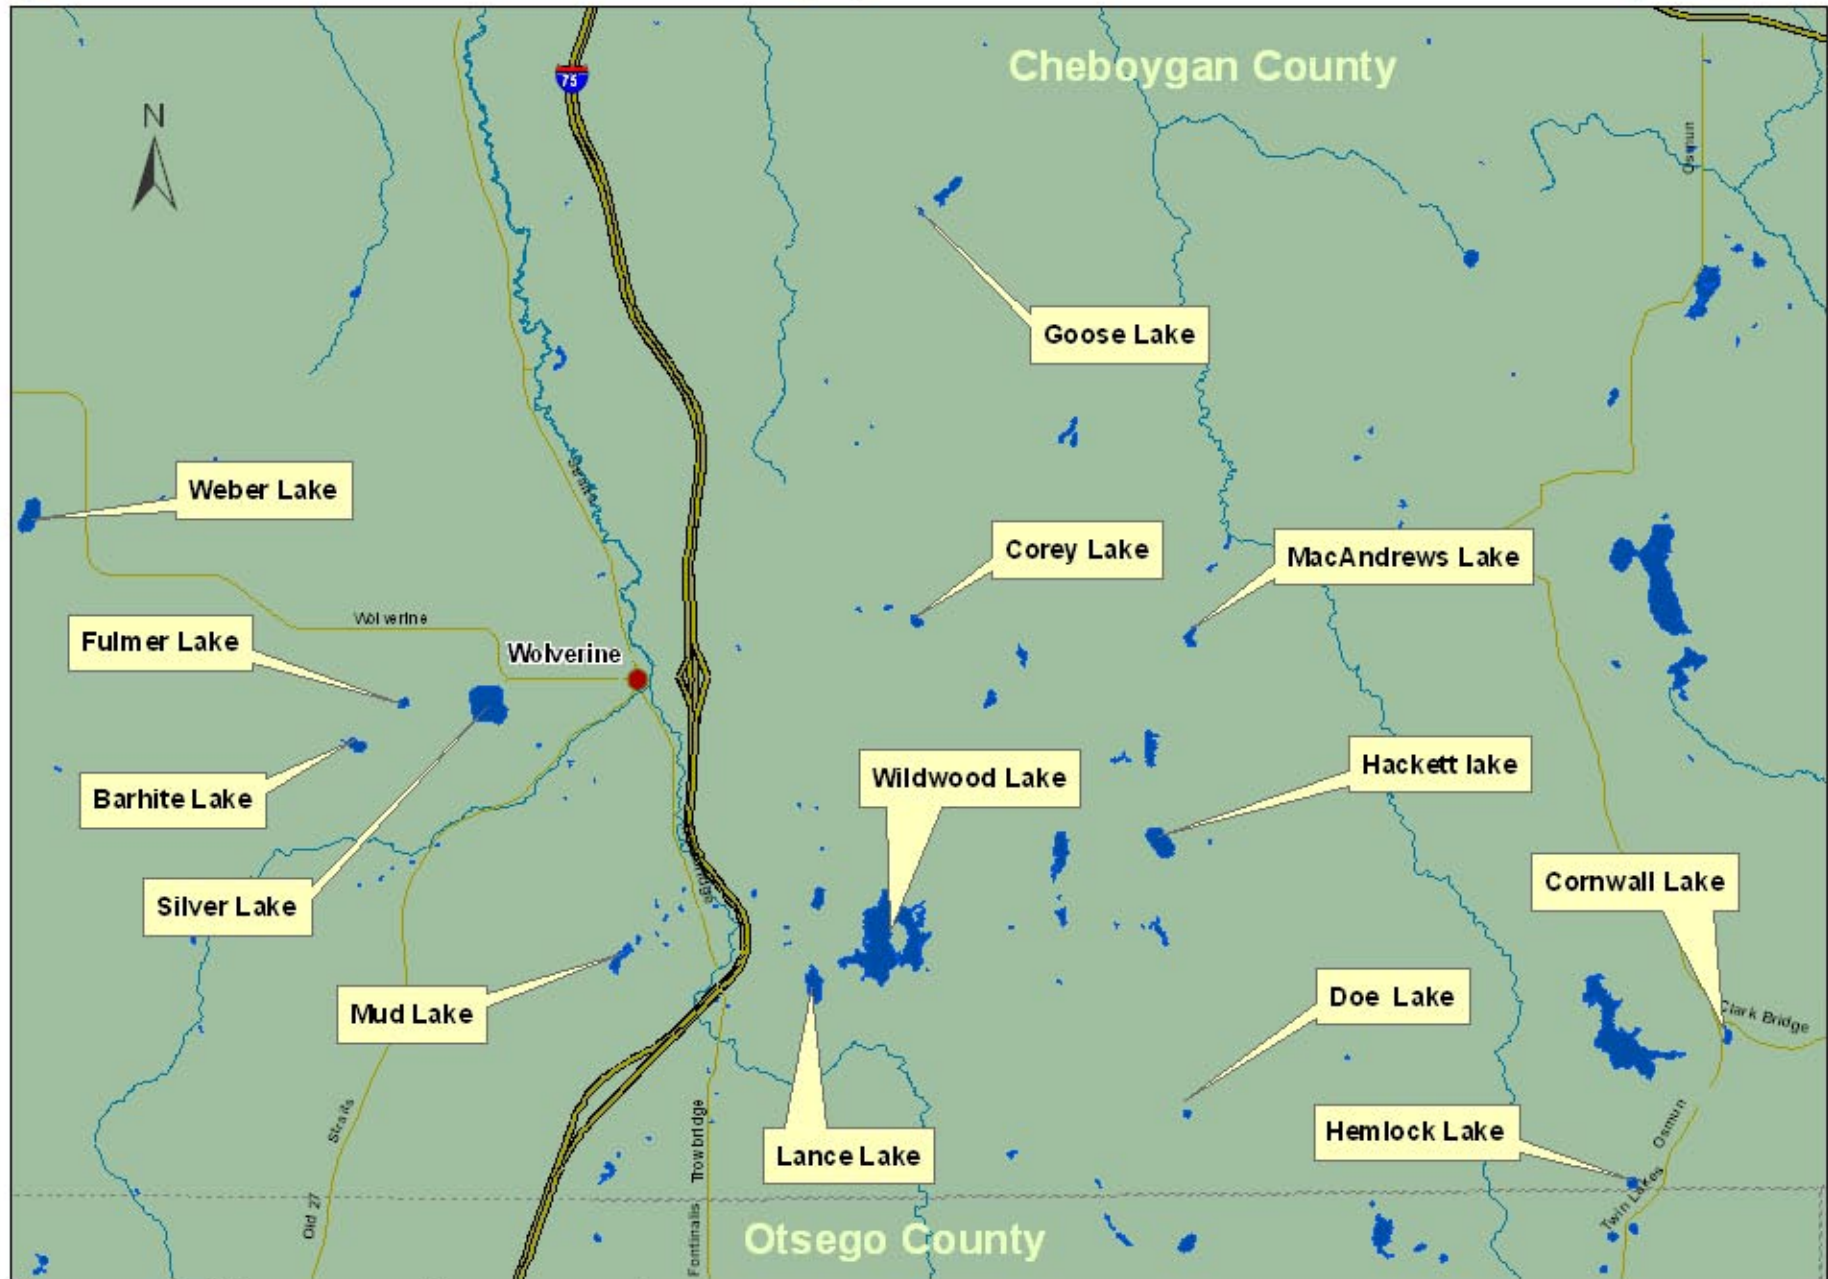 Cheboygan County
75
N
Osmun
Goose Lake
Weber Lake
Straits
Corey Lake
MacAndrews Lake
Wolverine
Fulmer Lake
Wolverine
Barhite Lake
Wildwood Lake
Hackett lake
Silver Lake
Cornwall Lake
Mud Lake
Doe Lake
Clark Bridge
Straits
Trowbridge
Lance Lake
Hemlock Lake
Osmun
Twin Lakes
Old 27
Fontinalis
Otsego County